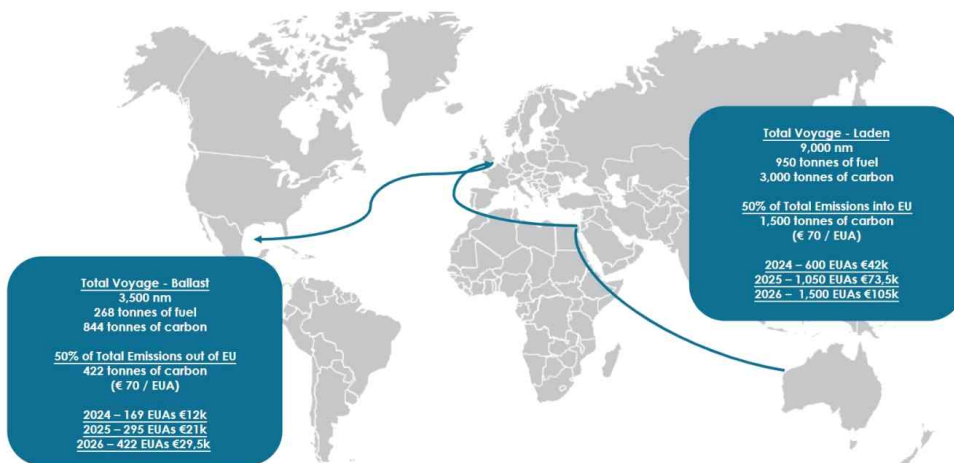 Total Voyage - Laden
9,000 nm
950 tonnes of fuel
3,000 tonnes of carbon
50% of Total Emissions into EU
1,500 tonnes of carbon
(€ 70 / EUA)
2024 – 600 EUAs €42k
2025 – 1,050 EUAs €73,5k
2026 – 1,500 EUAs €105k
Total Voyage - Ballast
3,500 nm
268 tonnes of fuel
844 tonnes of carbon
50% of Total Emissions out of EU
422 tonnes of carbon
(€ 70 / EUA)
2024 – 169 EUAs €12k
2025 – 295 EUAs €21k
2026 – 422 EUAs €29,5k